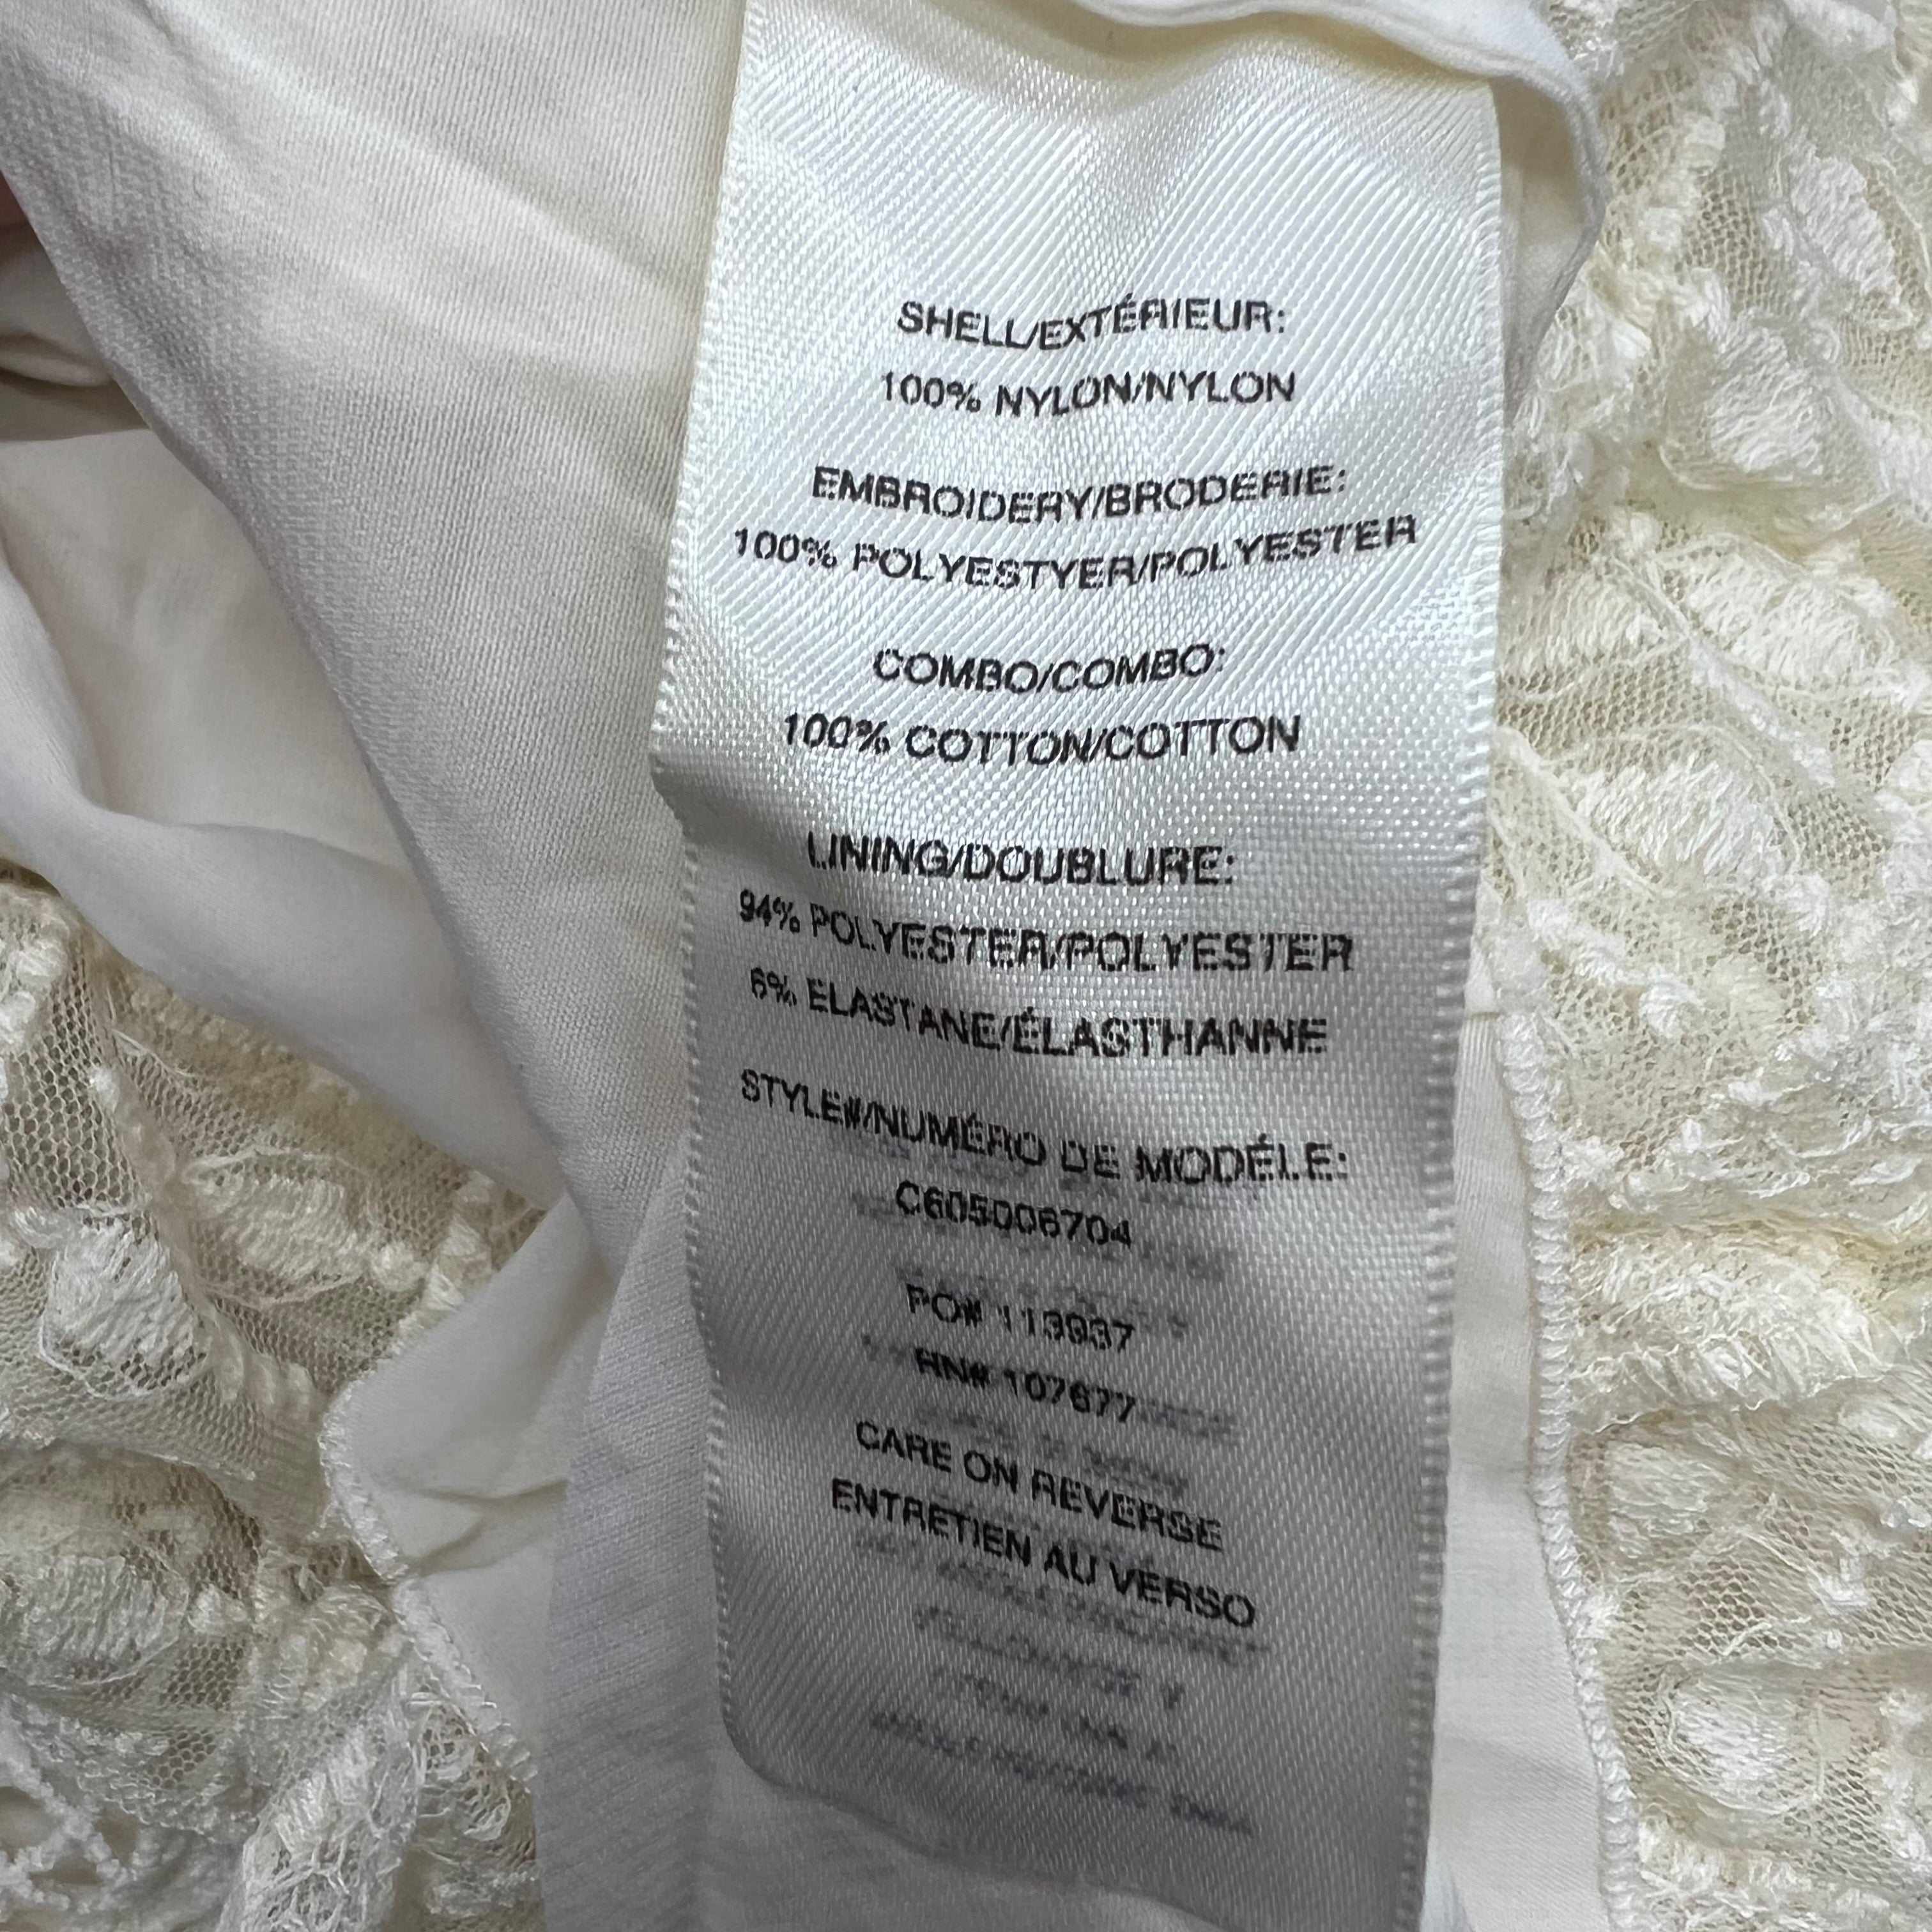 SHELL/EXTÉRIEUR:
100% NYLON/NYLON
EMBROIDERY/BRODERIE:
100% POLYESTYER/POLYESTER
COMBO/COMBO:
100% COTTON/COTTON
LINING/DOUBLURE:
94% POLYESTER/POLYESTER
6% ELASTANE/ÉLASTHANNE
STYLE#/NUMÉRO DE MODÉLE:
C605006704
PO# 113937
RN# 107677
CARE ON REVERSE
ENTRETIEN AU VERSO